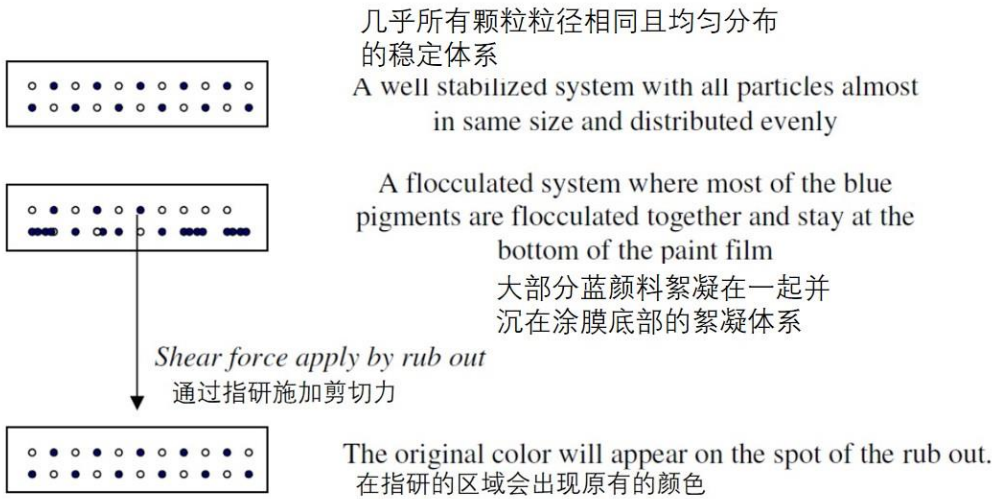 几乎所有颗粒粒径相同且均匀分布
的稳定体系
A well stabilized system with all particles almost
in same size and distributed evenly
A flocculated system where most of the blue
pigments are flocculated together and stay at the
bottom of the paint film
大部分蓝颜料絮凝在一起并
沉在涂膜底部的絮凝体系
Shear force apply by rub out
通过指研施加剪切力
The original color will appear on the spot of the rub out.
在指研的区域会出现原有的颜色